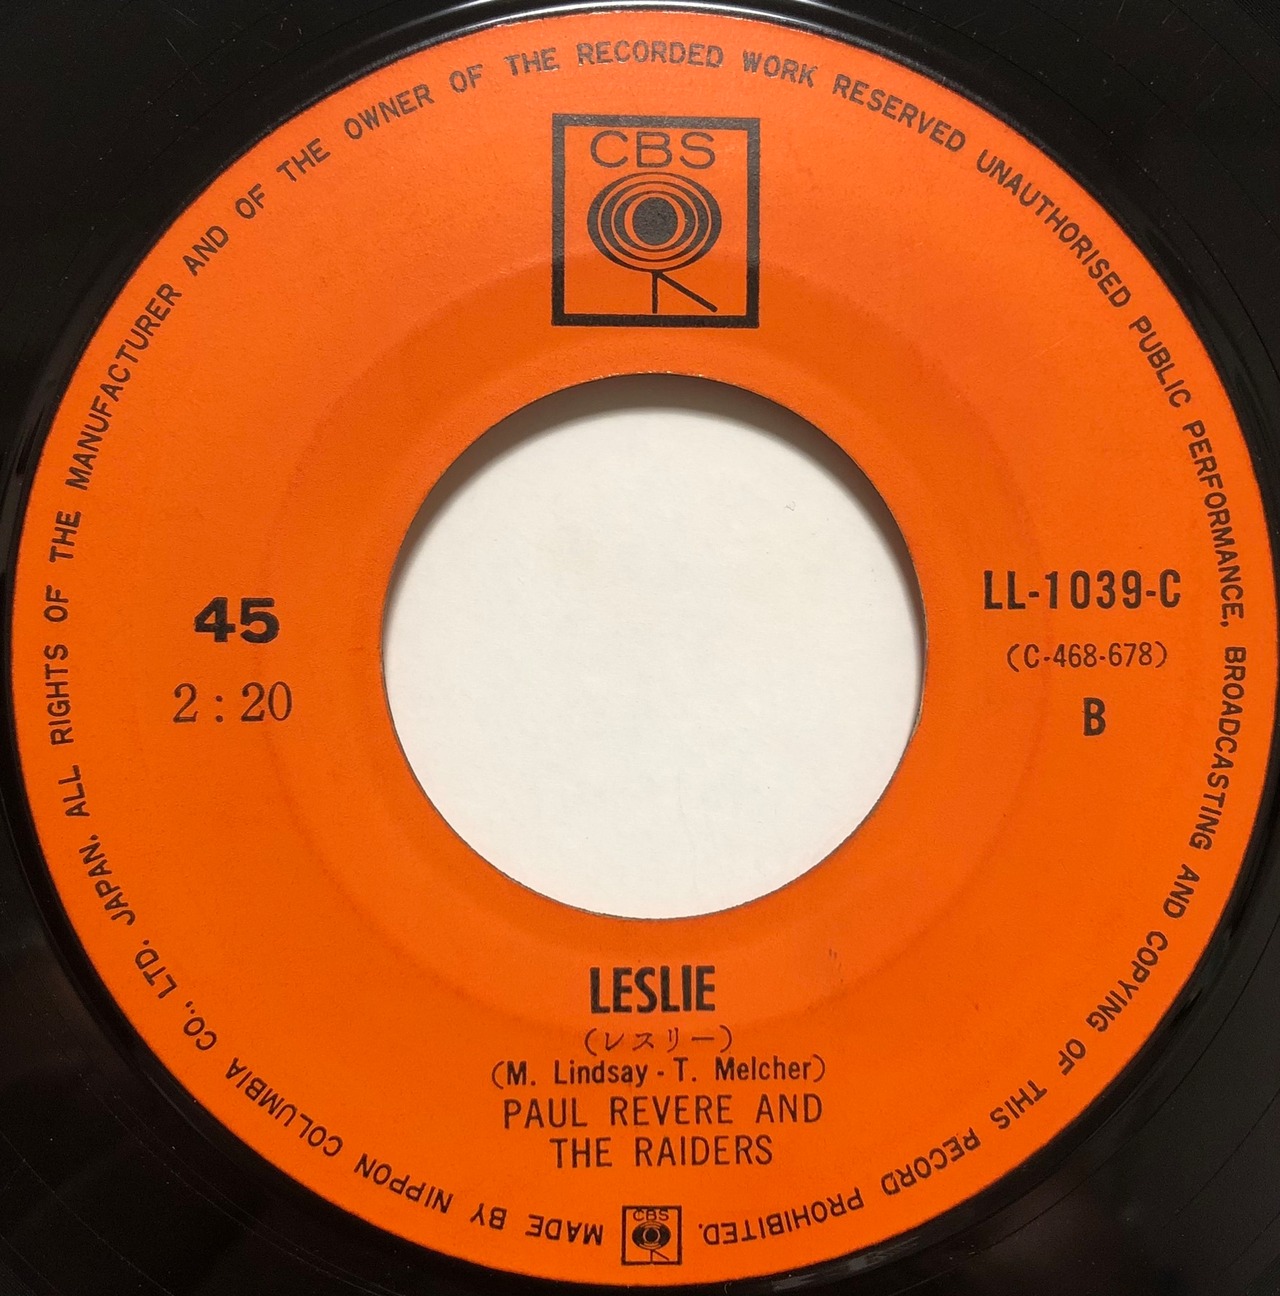 MADE BY NIPPON COLUMBIA CO., LTD. JAPAN. ALL RIGHTS OF THE MANUFACTURER AND OF THE OWNER OF THE RECORDED WORK RESERVED UNAUTHORISED PUBLIC PERFORMANCE, BROADCASTING AND COPYING OF THIS RECORD PROHIBITED.
CBS
45
2:20
LL-1039-C
(C-468-678)
B
LESLIE
(レスリー)
(M. Lindsay - T. Melcher)
PAUL REVERE AND
THE RAIDERS
CBS